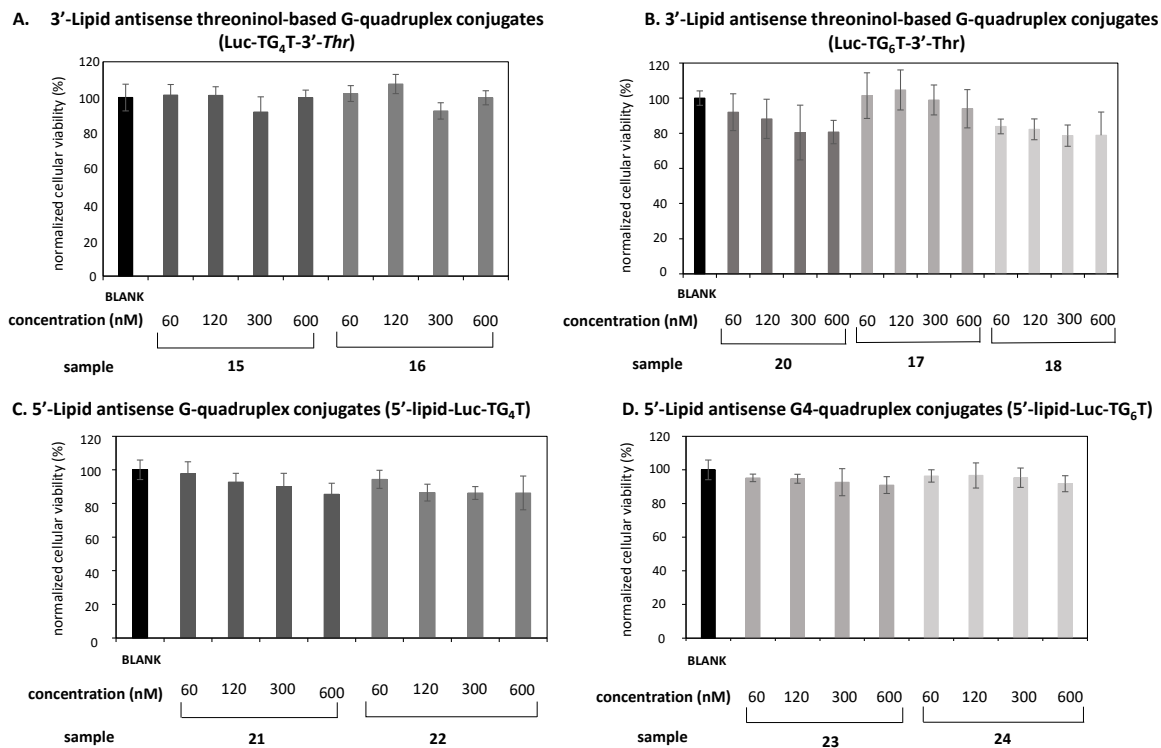 A. 3’-Lipid antisense threoninol-based G-quadruplex conjugates
(Luc-TG4T-3’-Thr)
normalized cellular viability (%)
120
100
80
60
40
20
0
BLANK
concentration (nM) 60 120 300 600 60 120 300 600
sample 15 16
B. 3’-Lipid antisense threoninol-based G-quadruplex conjugates
(Luc-TG6T-3’-Thr)
normalized cellular viability (%)
120
100
80
60
40
20
0
BLANK
concentration (nM) 60 120 300 600 60 120 300 600 60 120 300 600
sample 20 17 18
C. 5’-Lipid antisense G-quadruplex conjugates (5’-lipid-Luc-TG4T)
normalized cellular viability (%)
120
100
80
60
40
20
0
BLANK
concentration (nM) 60 120 300 600 60 120 300 600
sample 21 22
D. 5’-Lipid antisense G4-quadruplex conjugates (5’-lipid-Luc-TG6T)
normalized cellular viability (%)
120
100
80
60
40
20
0
BLANK
concentration (nM) 60 120 300 600 60 120 300 600
sample 23 24